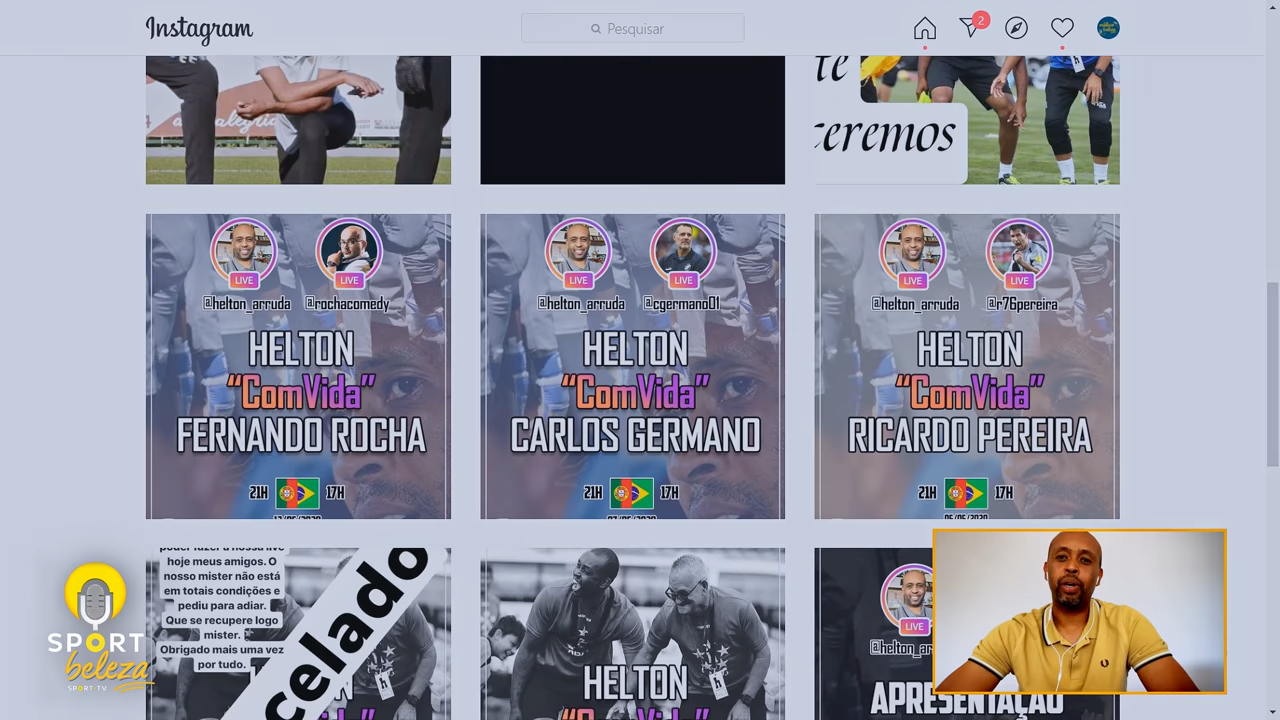 Instagram
Pesquisar
2
te
ceremos
LIVE LIVE
@helton_arruda @rochacomedy
HELTON
“ComVida”
FERNANDO ROCHA
21H 17H
LIVE LIVE
@helton_arruda @cgermano01
HELTON
“ComVida”
CARLOS GERMANO
21H 17H
LIVE LIVE
@helton_arruda @r76pereira
HELTON
“ComVida”
RICARDO PEREIRA
21H 17H
poder fazer a nossa live
hoje meus amigos. O
nosso mister não está
em totais condições e
pediu para adiar.
Que se recupere logo
mister.
Obrigado mais uma vez
por tudo.
celado
HELTON
LIVE
@helton_arr
APRESENTAÇÃO
SPORT
beleza
SPORT TV